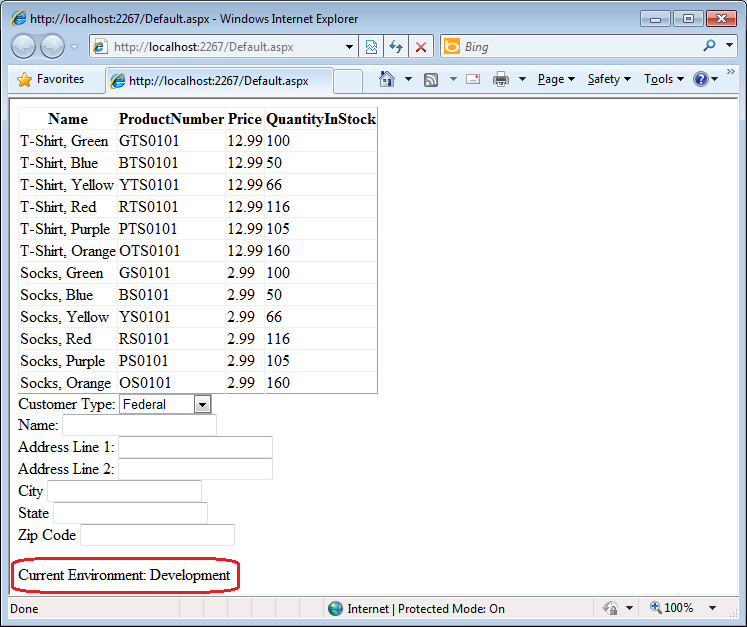 http://localhost:2267/Default.aspx - Windows Internet Explorer
http://localhost:2267/Default.aspx Bing
Favorites http://localhost:2267/Default.aspx Page Safety Tools
Name ProductNumber Price QuantityInStock
T-Shirt, Green GTS0101 12.99 100
T-Shirt, Blue BTS0101 12.99 50
T-Shirt, Yellow YTS0101 12.99 66
T-Shirt, Red RTS0101 12.99 116
T-Shirt, Purple PTS0101 12.99 105
T-Shirt, Orange OTS0101 12.99 160
Socks, Green GS0101 2.99 100
Socks, Blue BS0101 2.99 50
Socks, Yellow YS0101 2.99 66
Socks, Red RS0101 2.99 116
Socks, Purple PS0101 2.99 105
Socks, Orange OS0101 2.99 160
Customer Type: Federal
Name:
Address Line 1:
Address Line 2:
City
State
Zip Code
Current Environment: Development
Done Internet | Protected Mode: On 100%